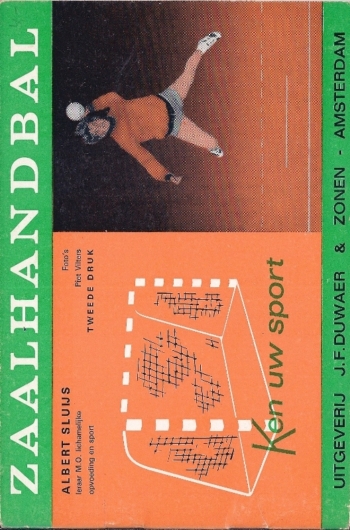 ZAALHANDBAL
ALBERT SLUIJS
leraar M.O. lichamelijke
opvoeding en sport
Foto's
Piet Vilters
TWEEDE DRUK
Ken uw sport
UITGEVERIJ J.F.DUWAER & ZONEN - AMSTERDAM